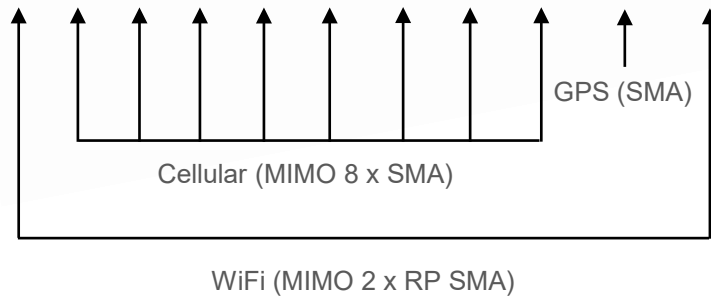 GPS (SMA)
Cellular (MIMO 8 x SMA)
WiFi (MIMO 2 x RP SMA)